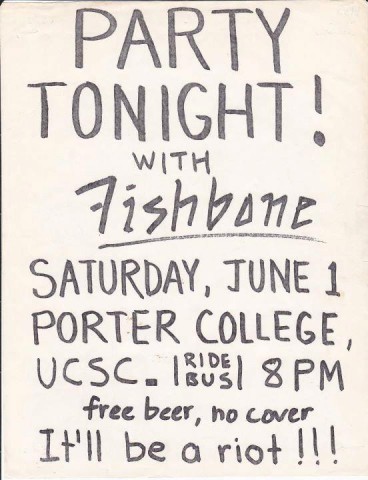 PARTY
TONIGHT!
WITH
Fishbone
SATURDAY, JUNE 1
PORTER COLLEGE,
UCSC. |RIDE BUS| 8 PM
free beer, no cover
It'll be a riot!!!